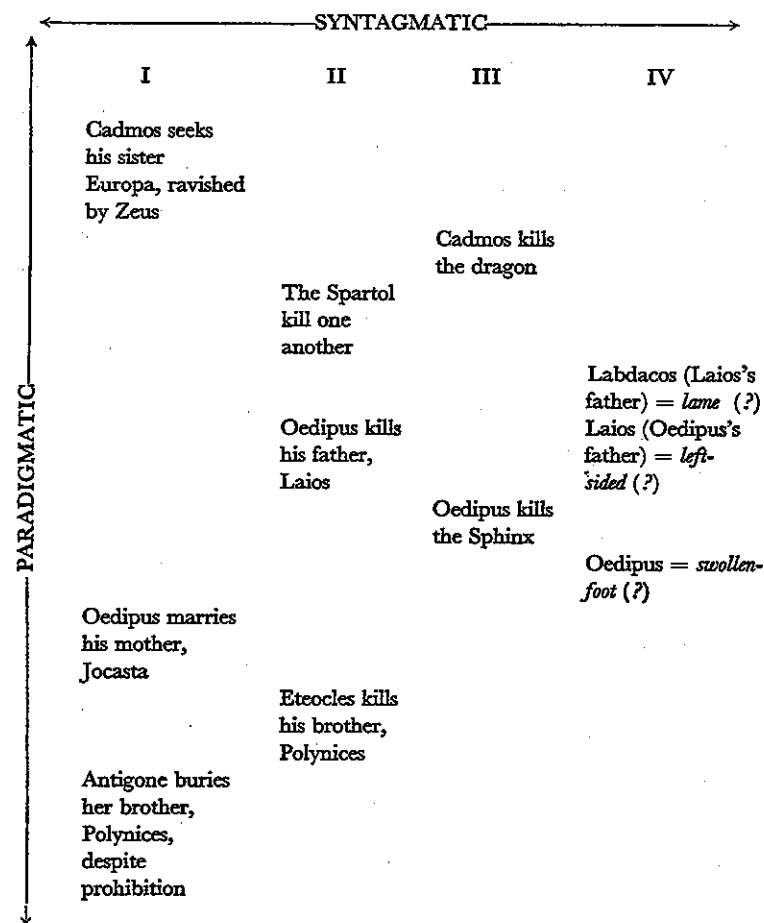 SYNTAGMATIC
PARADIGMATIC
I II III IV
Cadmos seeks
his sister
Europa, ravished
by Zeus
Cadmos kills
the dragon
The Spartol
kill one
another
Labdacos (Laios's
father) = lame (?)
Oedipus kills
his father,
Laios
Laios (Oedipus's
father) = left-
sided (?)
Oedipus kills
the Sphinx
Oedipus = swollen-
foot (?)
Oedipus marries
his mother,
Jocasta
Eteocles kills
his brother,
Polynices
Antigone buries
her brother,
Polynices,
despite
prohibition